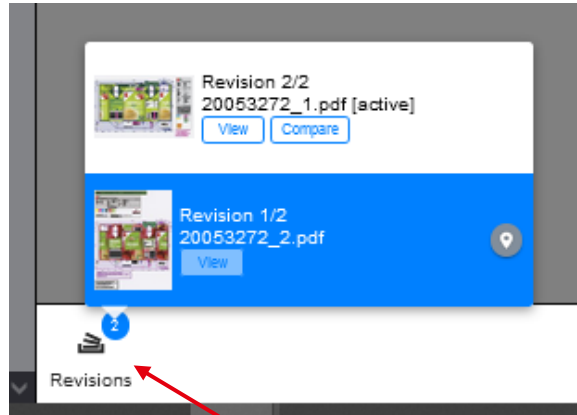 Revision 2/2
20053272_1.pdf [active]
View Compare
Revision 1/2
20053272_2.pdf
View
2
Revisions